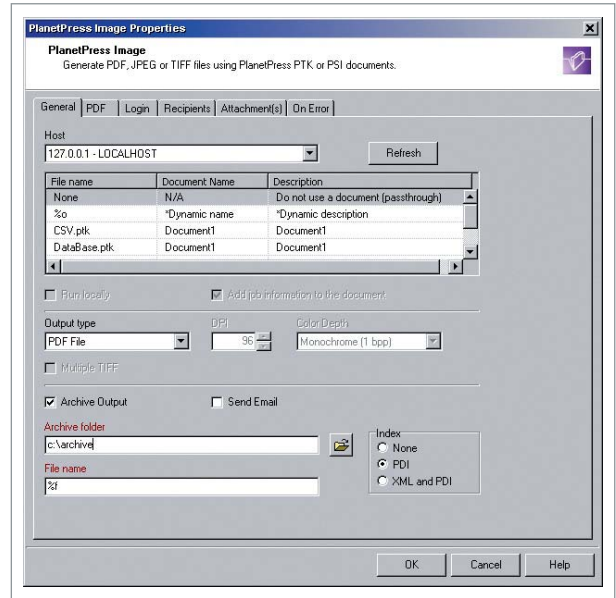 PlanetPress Image Properties
PlanetPress Image
Generate PDF, JPEG or TIFF files using PlanetPress PTK or PSI documents.
General PDF Login Recipients Attachment(s) On Error
Host
127.0.0.1 - LOCALHOST Refresh
File name Document Name Description
None N/A Do not use a document (passthrough)
%o *Dynamic name *Dynamic description
CSV.ptk Document1 Document1
DataBase.ptk Document1 Document1
Run locally Add job information to the document
Output type DPI Color Depth
PDF File 96 Monochrome (1 bpp)
Multiple TIFF
Archive Output Send Email
Archive folder Index
c:\archive None
PDI
File name XML and PDI
%f
OK Cancel Help